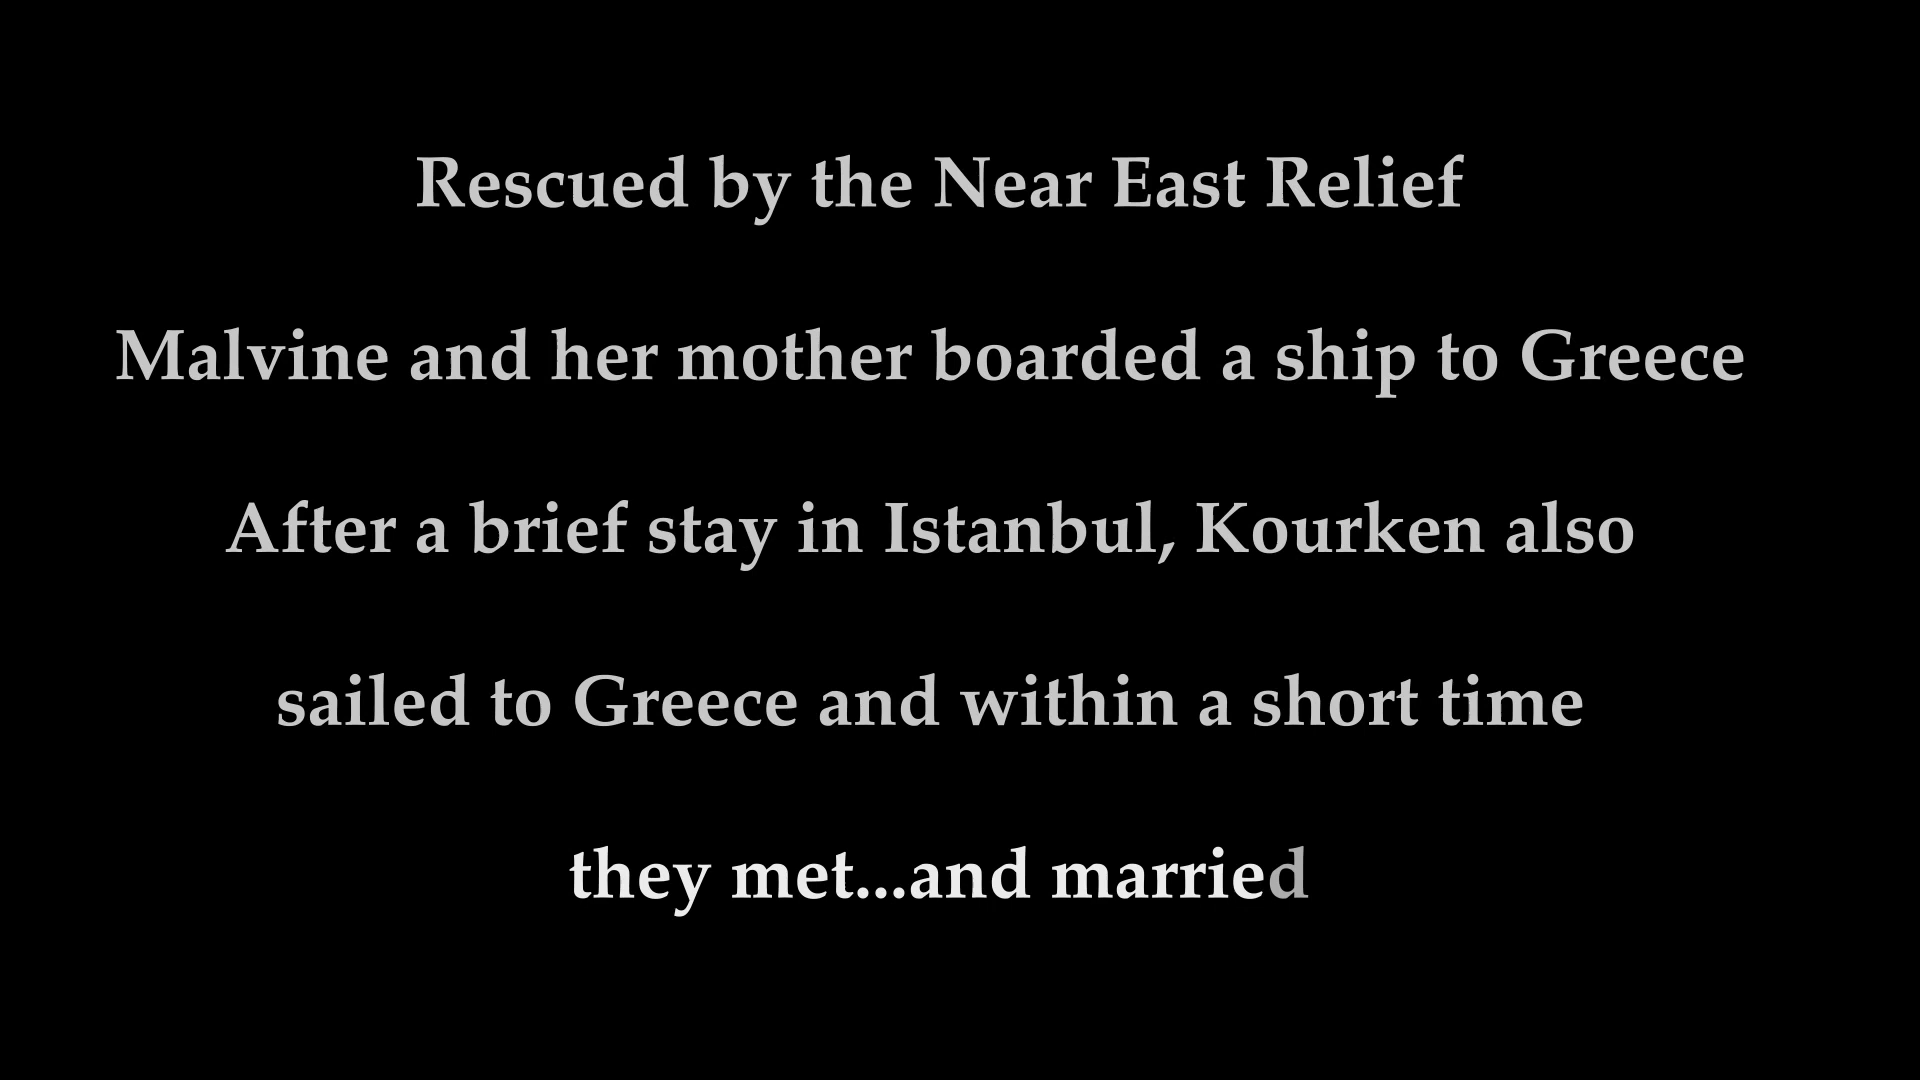 Rescued by the Near East Relief
Malvine and her mother boarded a ship to Greece
After a brief stay in Istanbul, Kourken also
sailed to Greece and within a short time
they met...and married